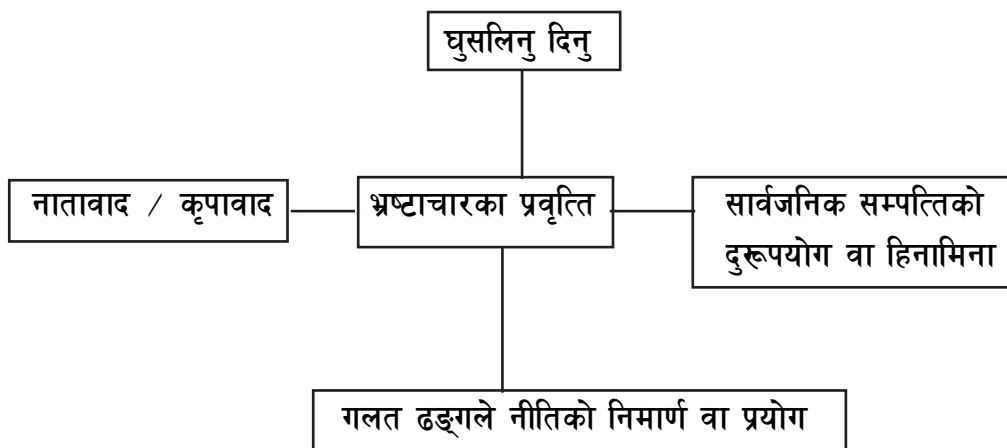 घुसलिनु दिनु
नातावाद / कृपावाद
भ्रष्टाचारका प्रवृत्ति
सार्वजनिक सम्पत्तिको
दुरूपयोग वा हिनामिना
गलत ढङ्गले नीतिको निमार्ण वा प्रयोग